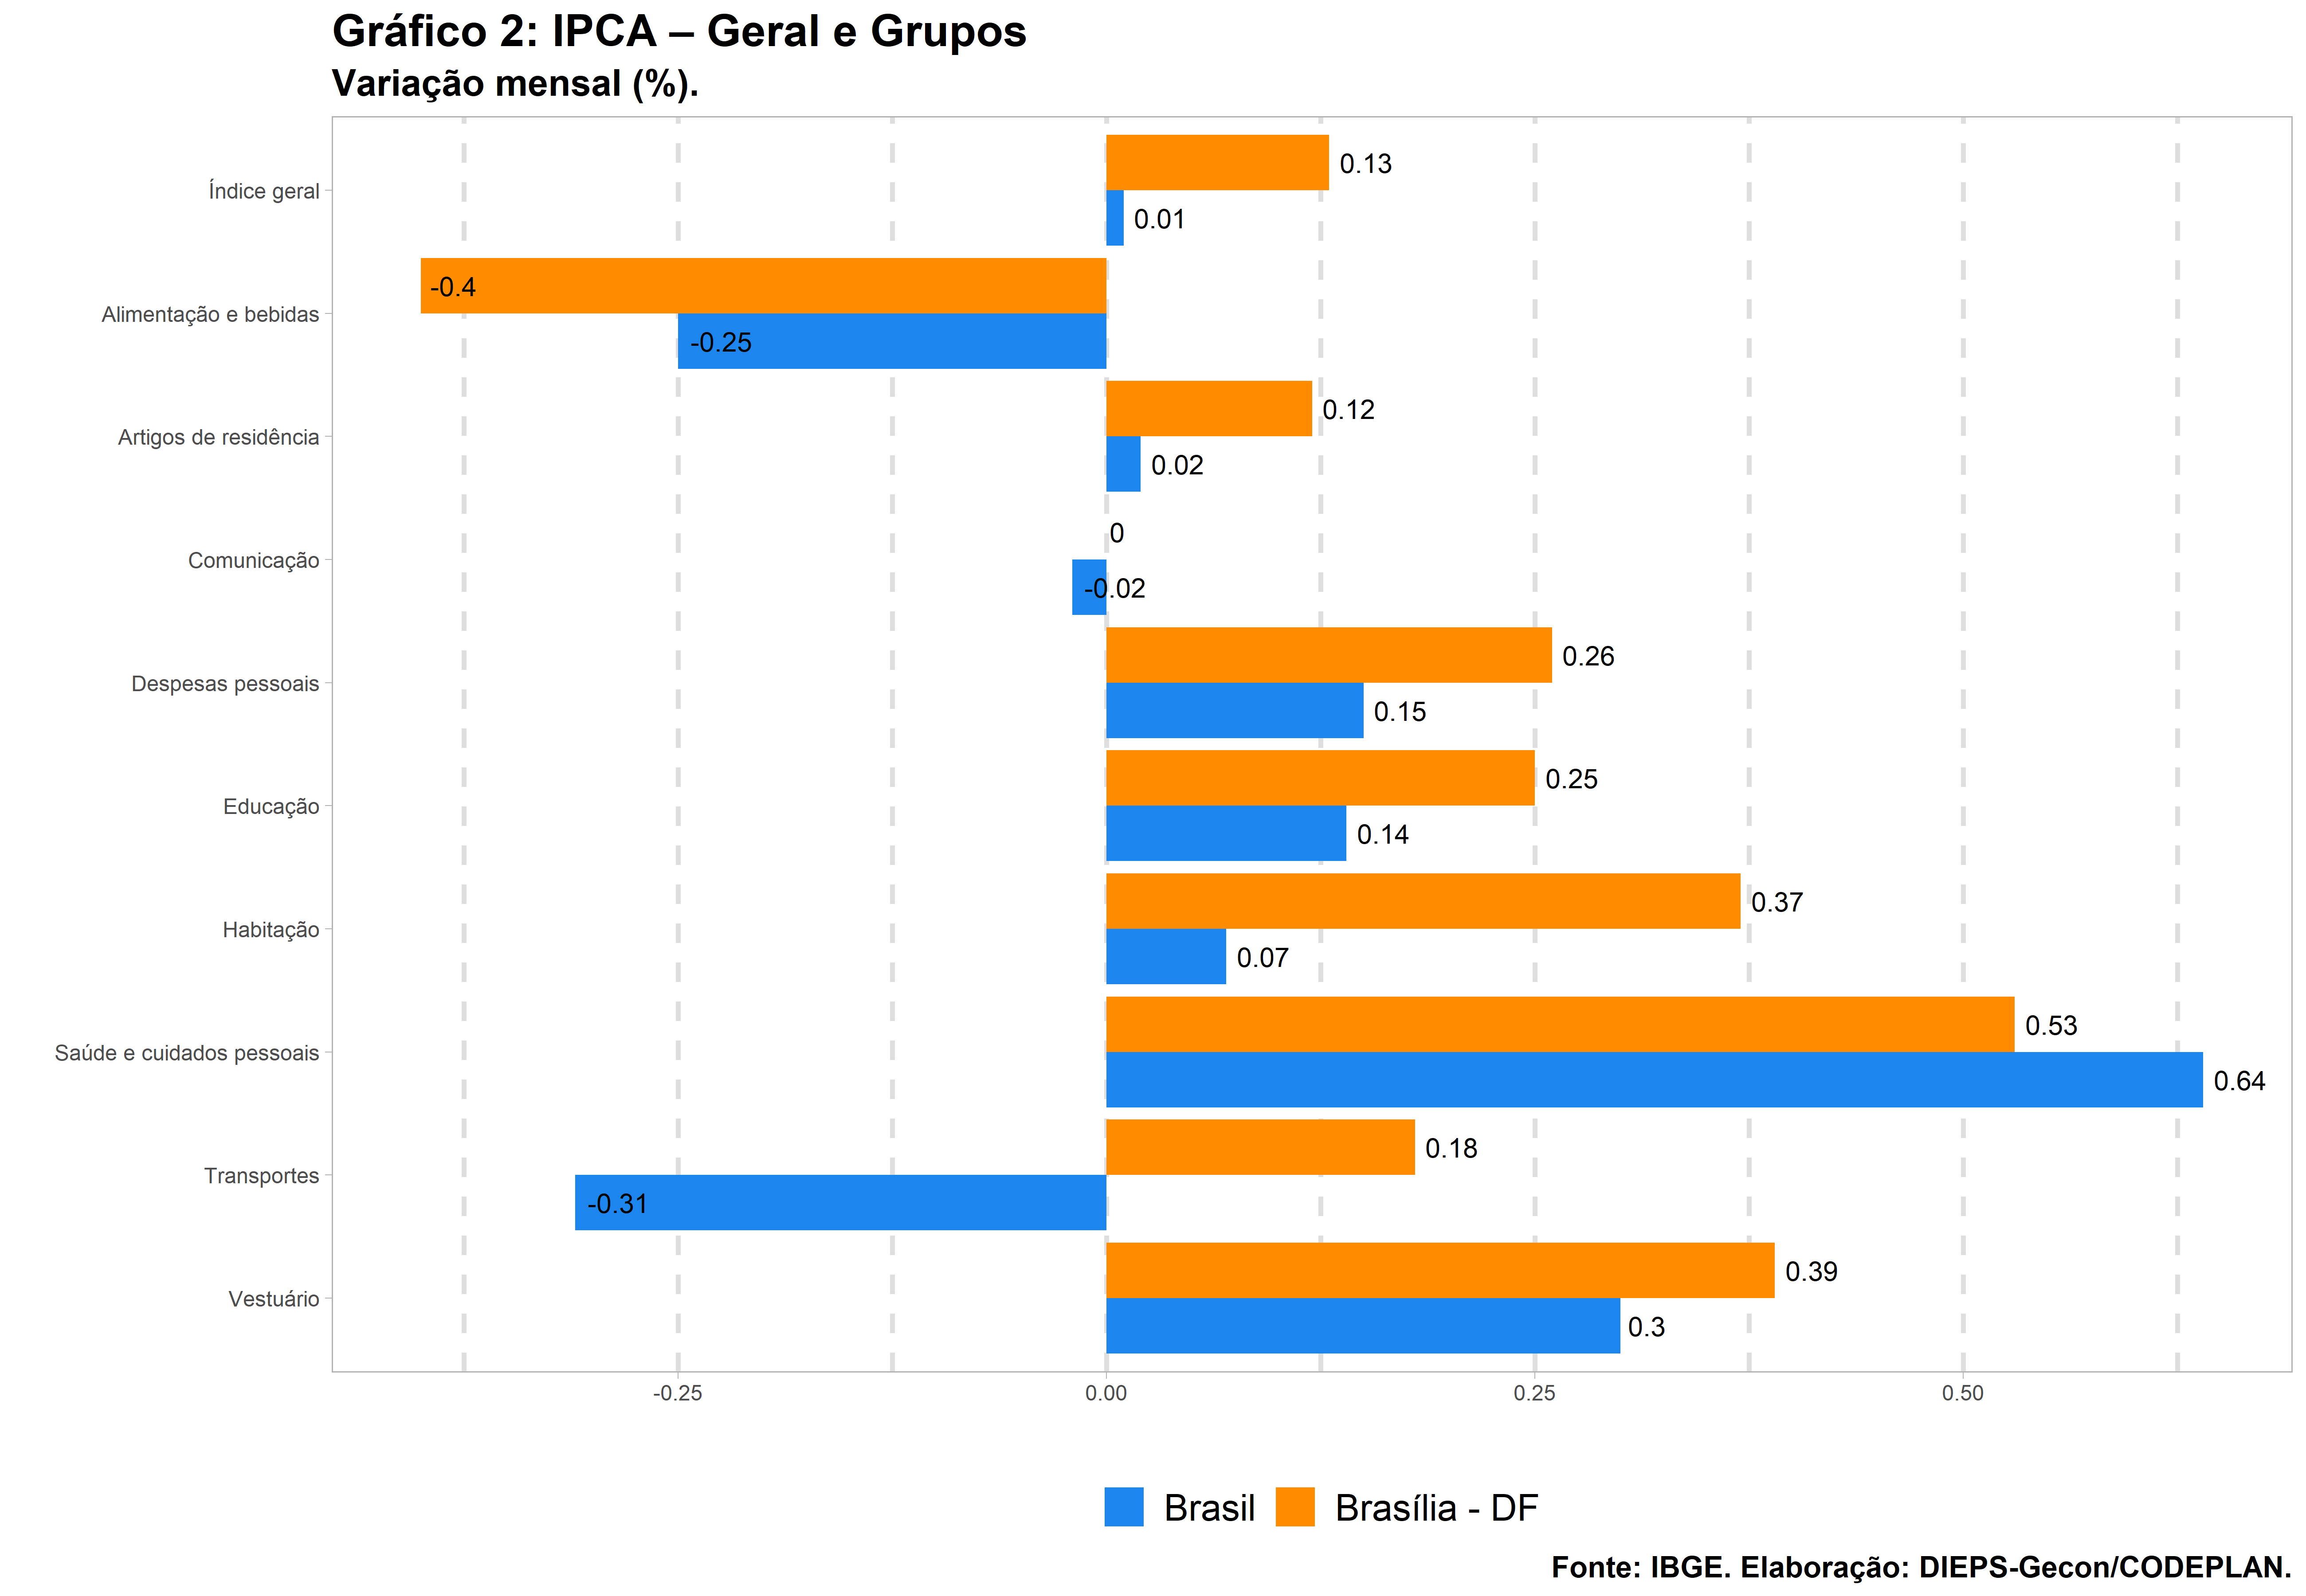 Gráfico 2: IPCA – Geral e Grupos
Variação mensal (%).
Índice geral
0.13
0.01
Alimentação e bebidas
-0.4
-0.25
Artigos de residência
0.12
0.02
Comunicação
0
-0.02
Despesas pessoais
0.26
0.15
Educação
0.25
0.14
Habitação
0.37
0.07
Saúde e cuidados pessoais
0.53
0.64
Transportes
0.18
-0.31
Vestuário
0.39
0.3
-0.25 0.00 0.25 0.50
Brasil Brasília - DF
Fonte: IBGE. Elaboração: DIEPS-Gecon/CODEPLAN.